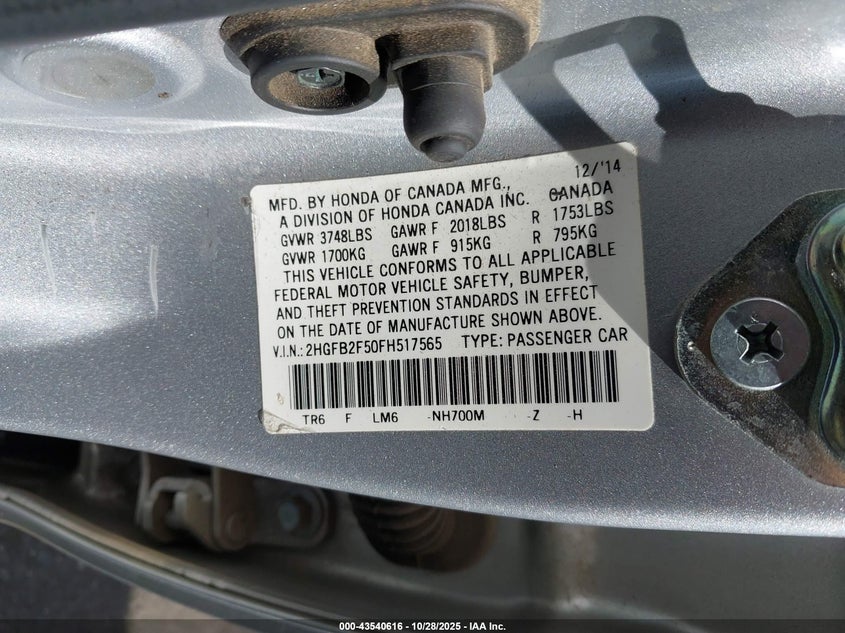 12/'14
MFD. BY HONDA OF CANADA MFG.,
A DIVISION OF HONDA CANADA INC. CANADA
GVWR 3748LBS GAWR F 2018LBS R 1753LBS
GVWR 1700KG GAWR F 915KG R 795KG
THIS VEHICLE CONFORMS TO ALL APPLICABLE
FEDERAL MOTOR VEHICLE SAFETY, BUMPER,
AND THEFT PREVENTION STANDARDS IN EFFECT
ON THE DATE OF MANUFACTURE SHOWN ABOVE.
V.I.N.: 2HGFB2F50FH517565 TYPE: PASSENGER CAR
TR6 F LM6 -NH700M -Z -H
000-43540616 - 10/28/2025 - IAA Inc.